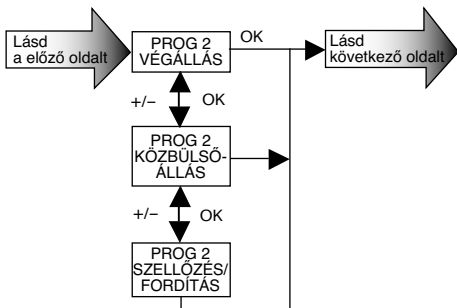 Lásd
a előző oldalt
PROG 2
VÉGÁLLÁS
OK
Lásd
következő oldalt
+/− OK
PROG 2
KÖZBÜLSŐ-
ÁLLÁS
+/− OK
PROG 2
SZELLŐZÉS/
FORDÍTÁS